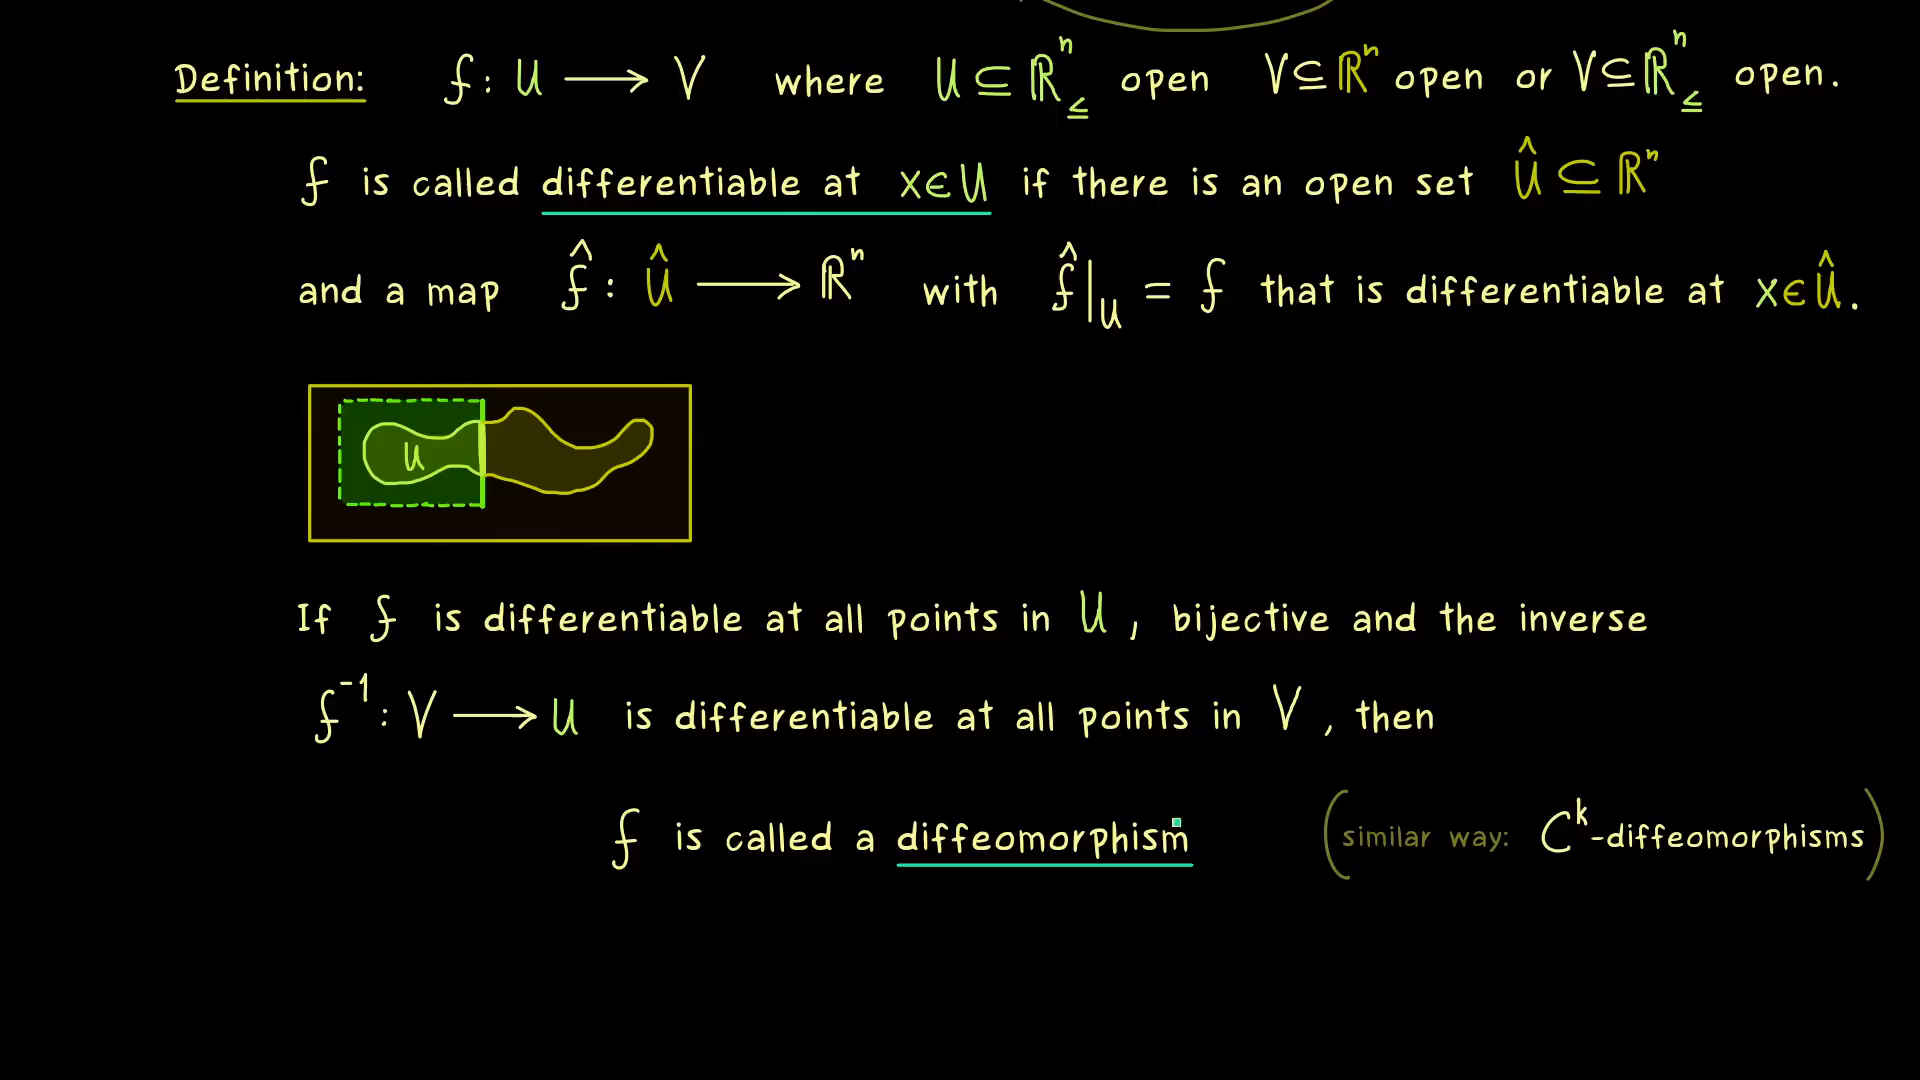 Definition: f: U → V where U ⊆ ℝⁿ_≤ open V ⊆ ℝⁿ open or V ⊆ ℝⁿ_≤ open.
f is called differentiable at x∈U if there is an open set Û ⊆ ℝⁿ
and a map f̂: Û → ℝⁿ with f̂|_U = f that is differentiable at x∈Û.
U
If f is differentiable at all points in U, bijective and the inverse
f⁻¹: V → U is differentiable at all points in V, then
f is called a diffeomorphism (similar way: Cᵏ-diffeomorphisms)